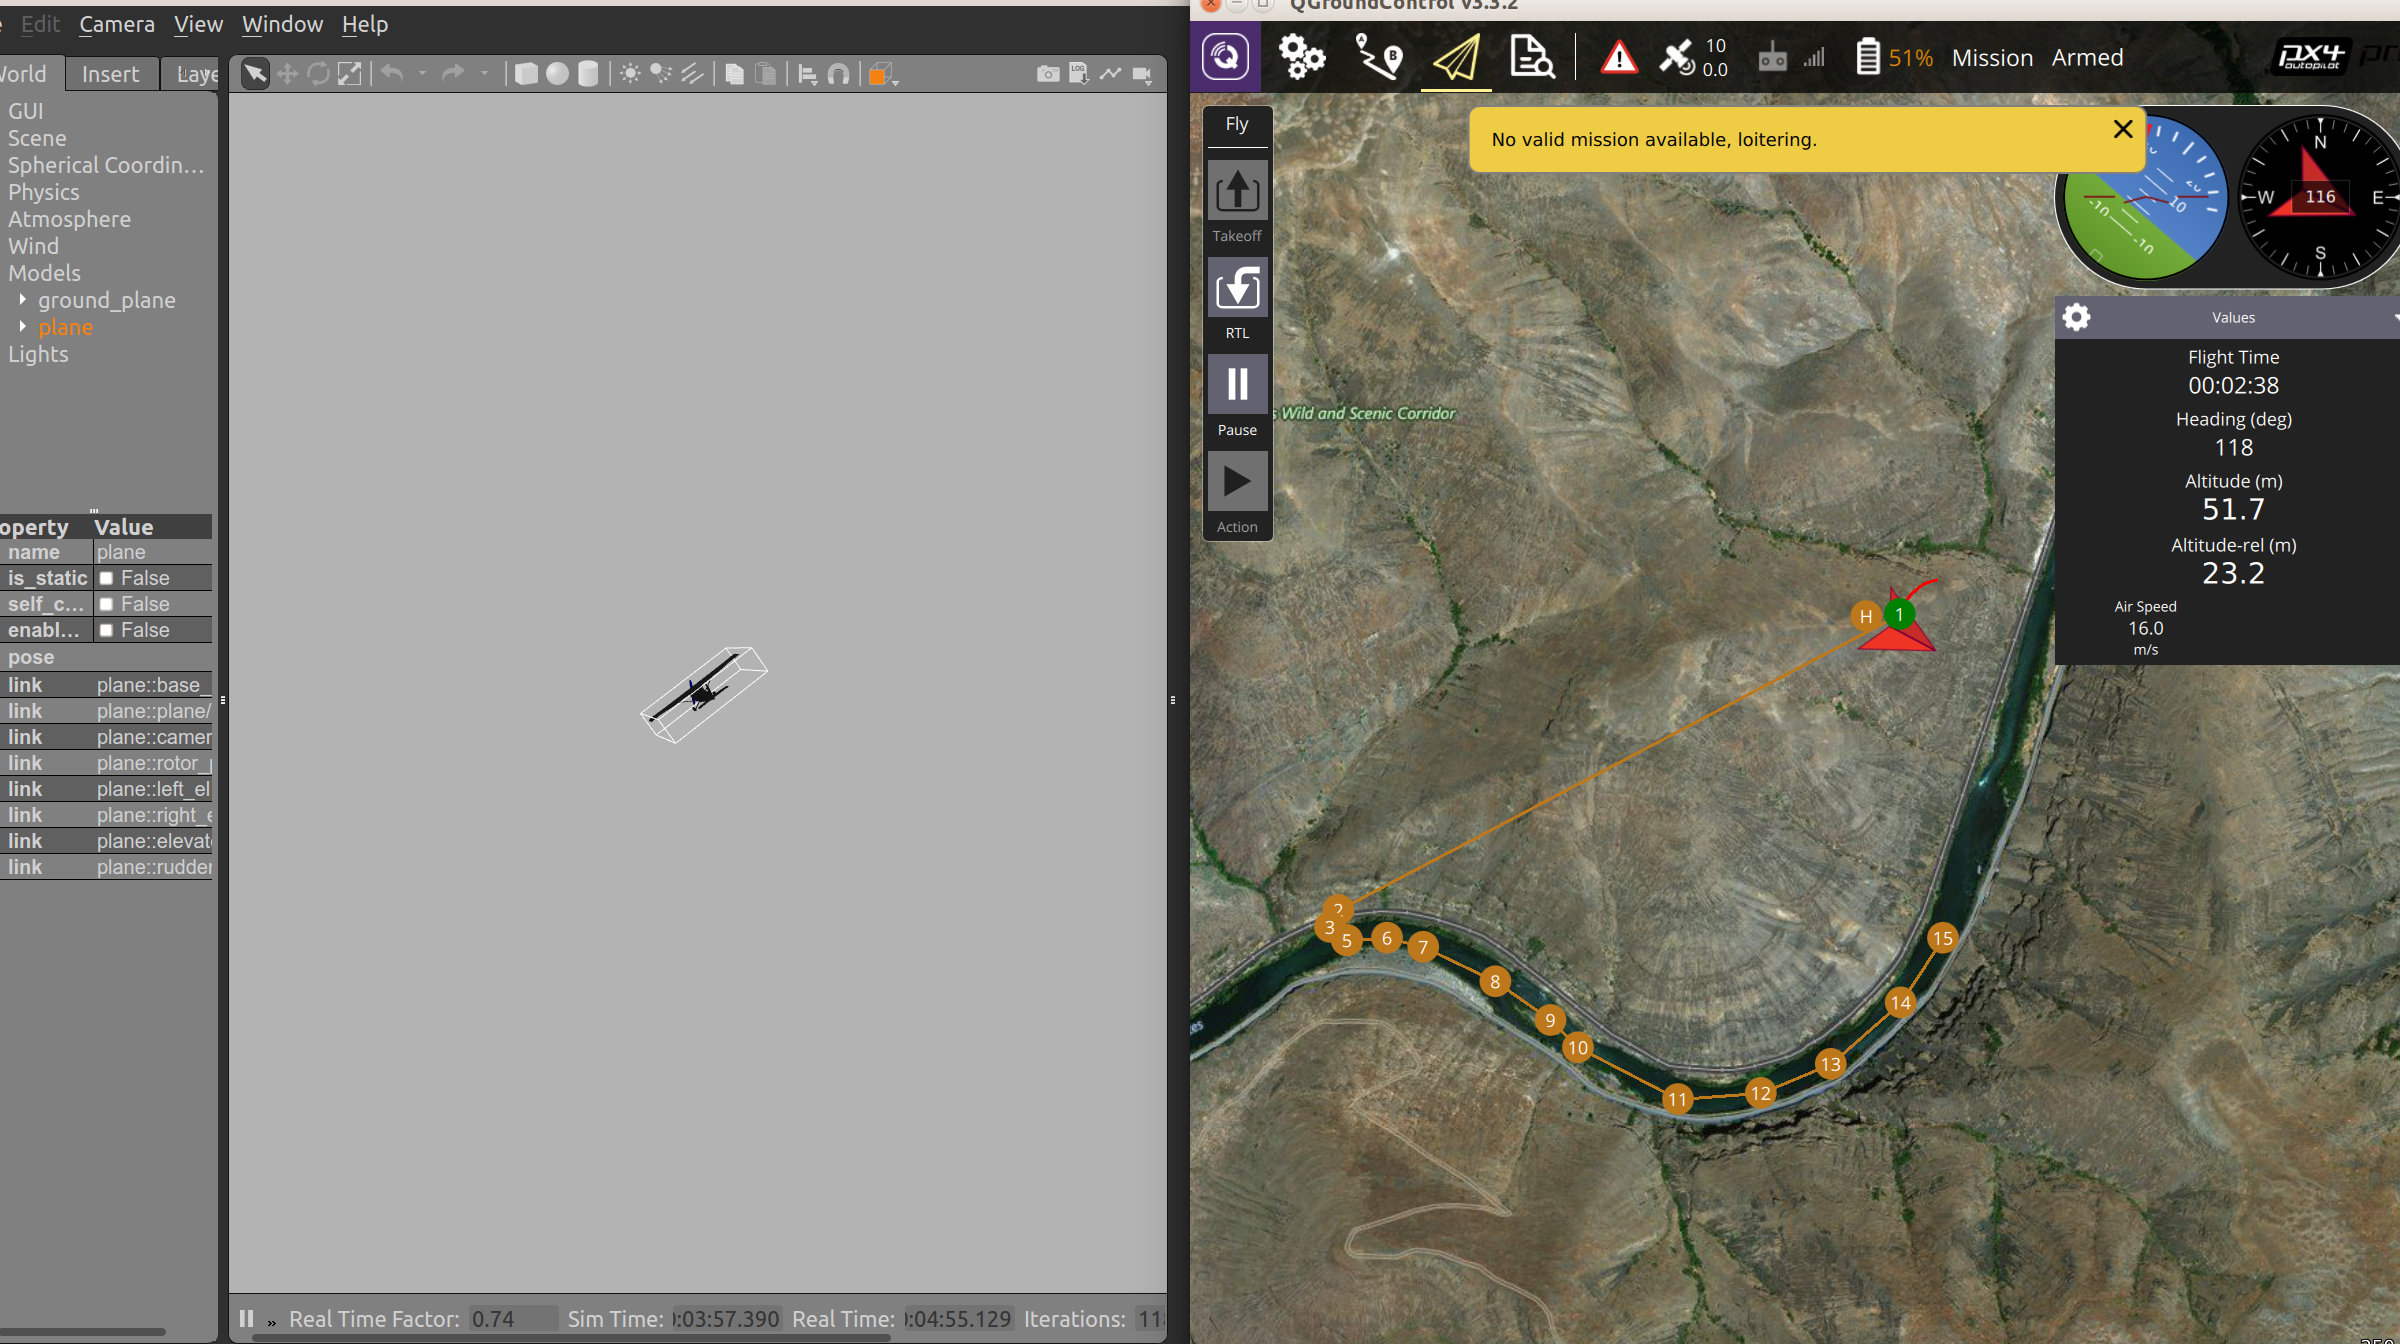 Edit Camera View Window Help
World Insert Laye
GUI
Scene
Spherical Coordin...
Physics
Atmosphere
Wind
Models
ground_plane
plane
Lights
operty Value
name plane
is_static False
self_c... False
enabl... False
pose
link plane::base_
link plane::plane/
link plane::camer
link plane::rotor_
link plane::left_el
link plane::right_e
link plane::elevat
link plane::rudder
LOG
Real Time Factor: 0.74 Sim Time: ):03:57.390 Real Time: ):04:55.129 Iterations: 11
QGroundControl v3.3.2
A
B
10
0.0
51%
Mission
Armed
px4
autopilot
pr
Fly
Takeoff
RTL
Pause
Action
No valid mission available, loitering.
20
10
-10
-10
N
W
116
E
S
Values
Flight Time
00:02:38
Heading (deg)
118
Altitude (m)
51.7
Altitude-rel (m)
23.2
Air Speed
16.0
m/s
s Wild and Scenic Corridor
H
1
2
3
5
6
7
8
9
10
11
12
13
14
15
es
250